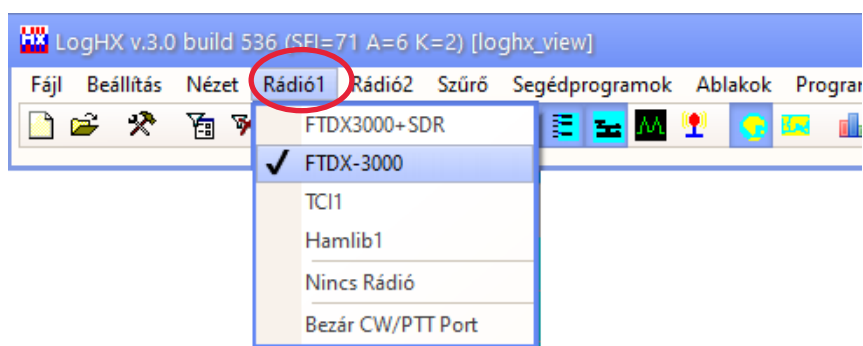 LogHX v.3.0 build 536 (SFI=71 A=6 K=2) [loghx_view]
Fájl Beállítás Nézet Rádió1 Rádió2 Szűrő Segédprogramok Ablakok Progra
FTDX3000+SDR
FTDX-3000
TCI1
Hamlib1
Nincs Rádió
Bezár CW/PTT Port